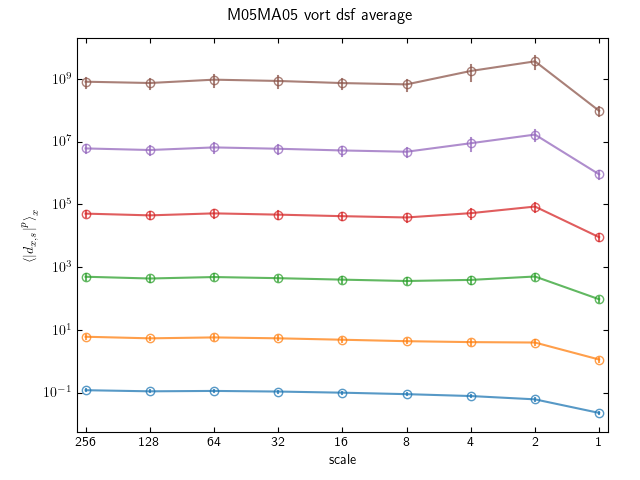 M05MA05 vort dsf average
⟨|d_{x,s}|^p⟩_x
10^9
10^7
10^5
10^3
10^1
10^{-1}
256 128 64 32 16 8 4 2 1
scale